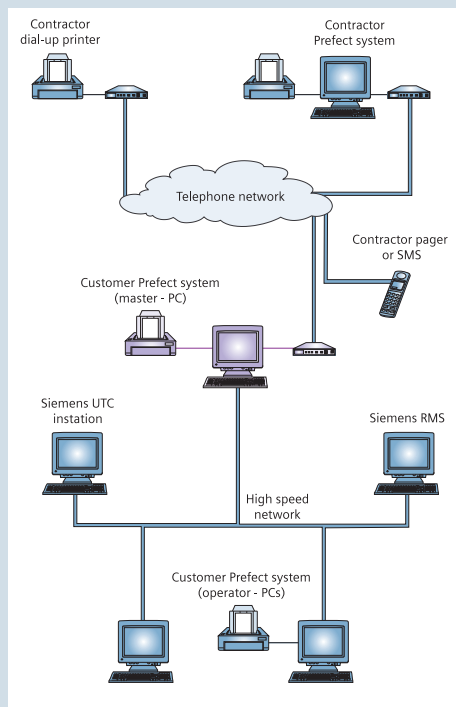 Contractor
dial-up printer
Contractor
Prefect system
Telephone network
Contractor pager
or SMS
Customer Prefect system
(master - PC)
Siemens UTC
instation
Siemens RMS
High speed
network
Customer Prefect system
(operator - PCs)